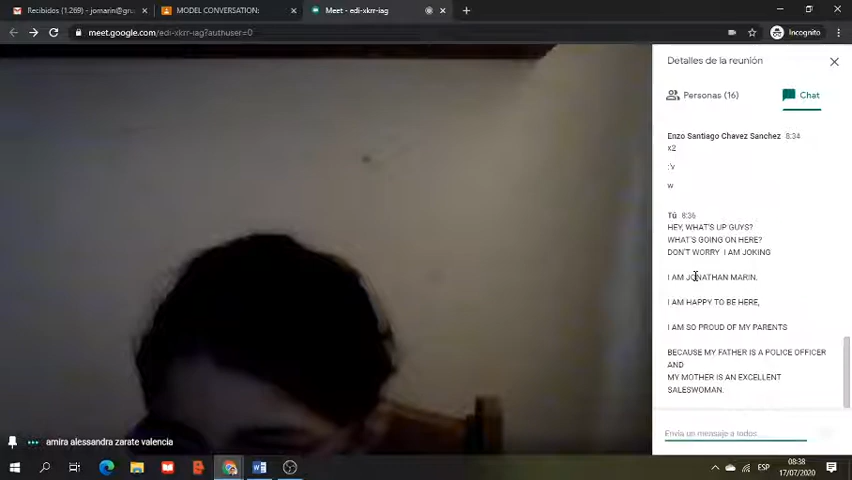 Recibidos (1.269) - jornarin@gn
MODEL CONVERSATION:
Meet - edi-xkrr-iag
meet.google.com/edi-xkrr-iag?authuser=0
Incognito
Detalles de la reunión
Personas (16)
Chat
Enzo Santiago Chavez Sanchez 8:34
x2
:'v
w
Tú 8:36
HEY, WHAT'S UP GUYS?
WHAT'S GOING ON HERE?
DON'T WORRY I AM JOKING
I AM JONATHAN MARIN.
I AM HAPPY TO BE HERE,
I AM SO PROUD OF MY PARENTS
BECAUSE MY FATHER IS A POLICE OFFICER
AND
MY MOTHER IS AN EXCELLENT
SALESWOMAN.
Envía un mensaje a todos
amira alessandra zarate valencia
ESP
08:38
17/07/2020